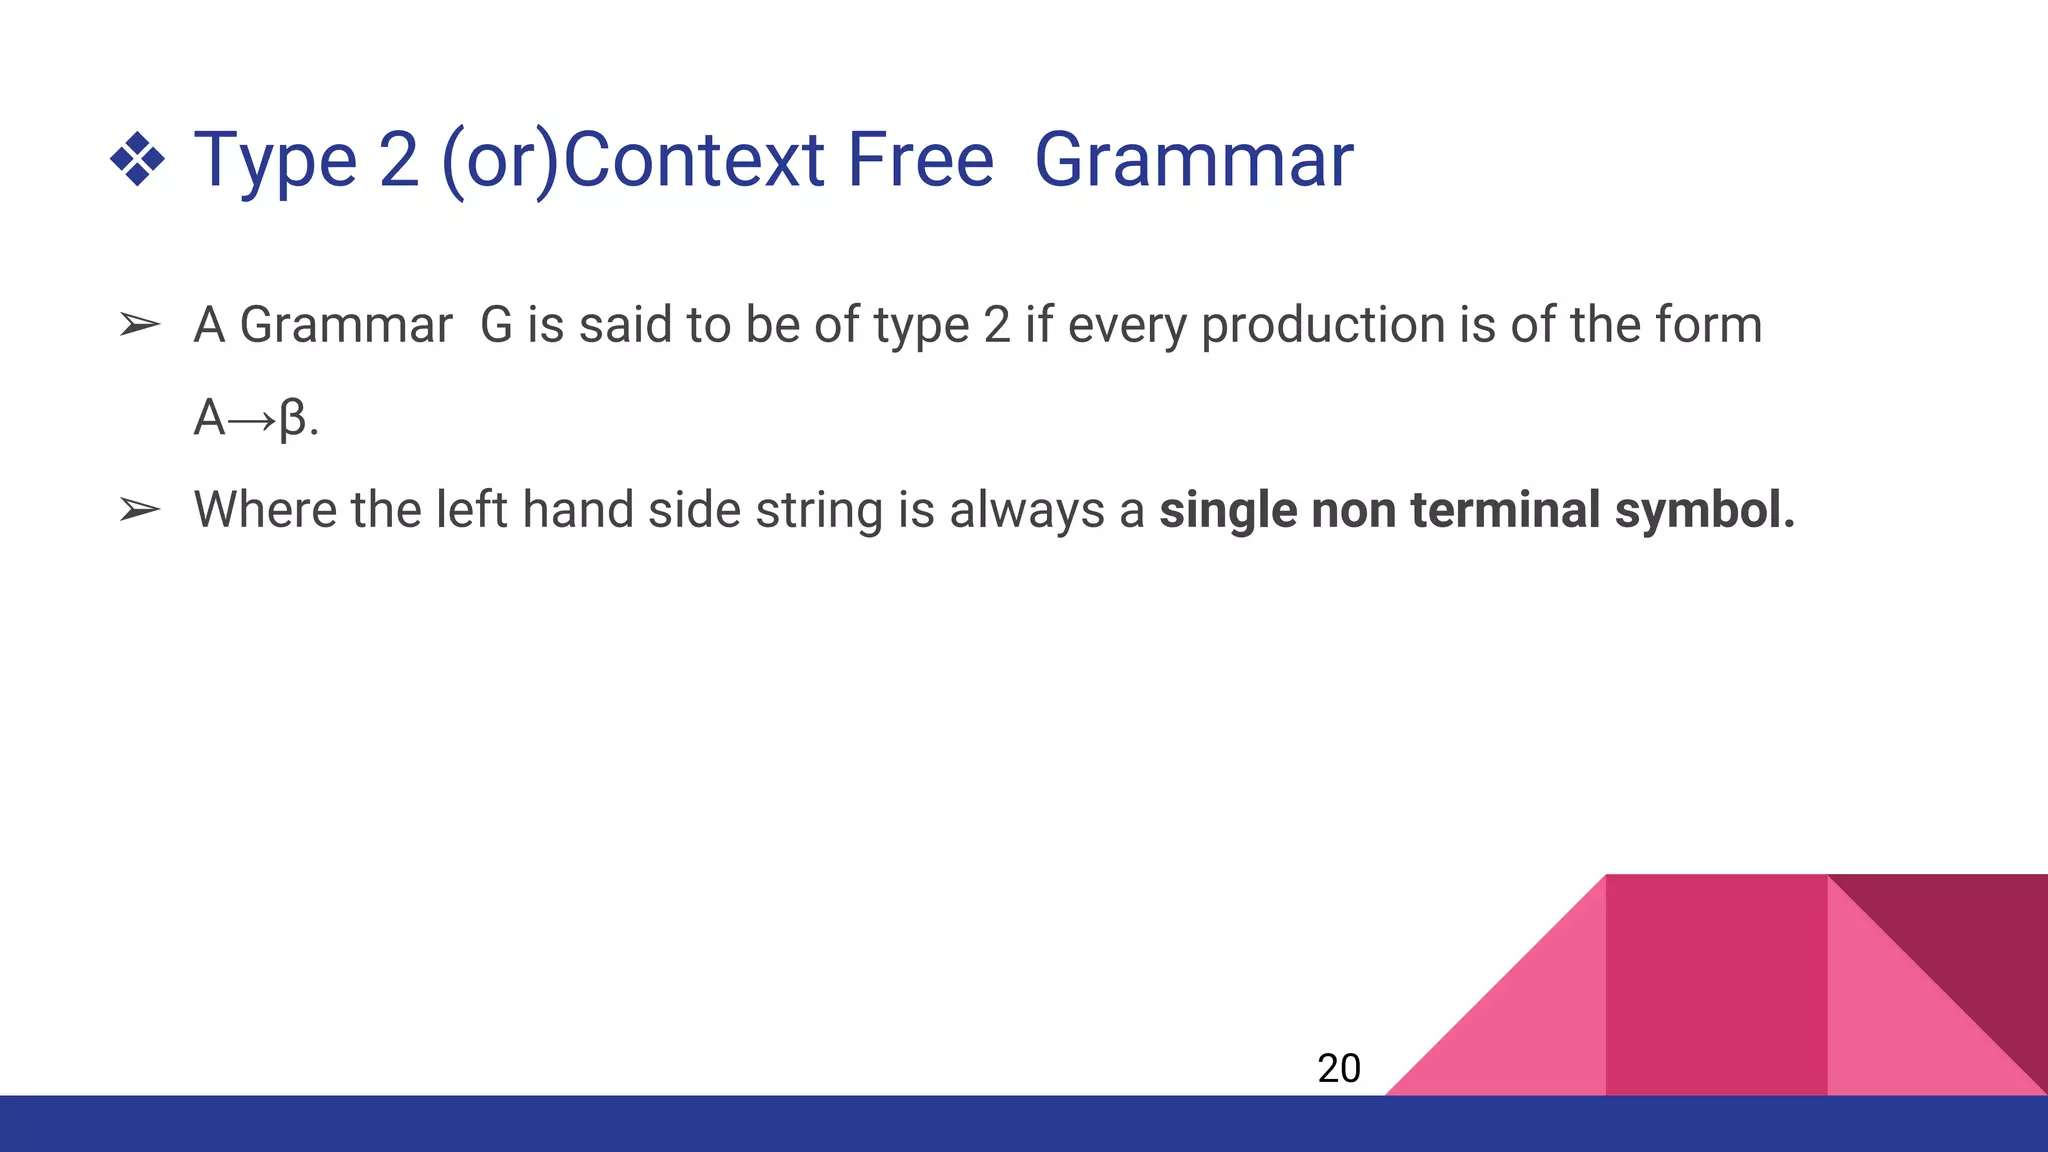 ❖ Type 2 (or)Context Free  Grammar
➢ A Grammar  G is said to be of type 2 if every production is of the form
A→β.
➢ Where the left hand side string is always a single non terminal symbol.
20